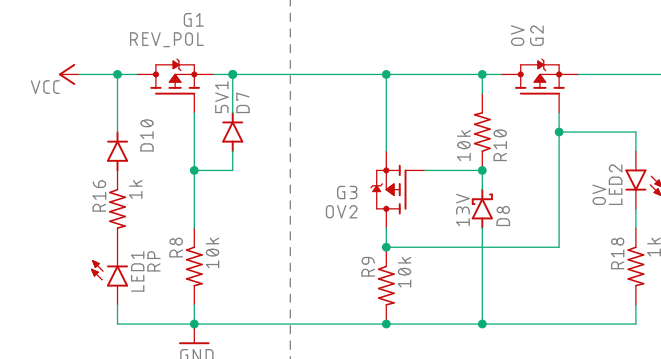 G1
REV_POL
VCC
D10
5V1
D7
R16
1k
LED1
RP
R8
10k
GND
0V
G2
10k
R10
G3
OV2
13V
D8
R9
10k
0V
LED2
R18
1k